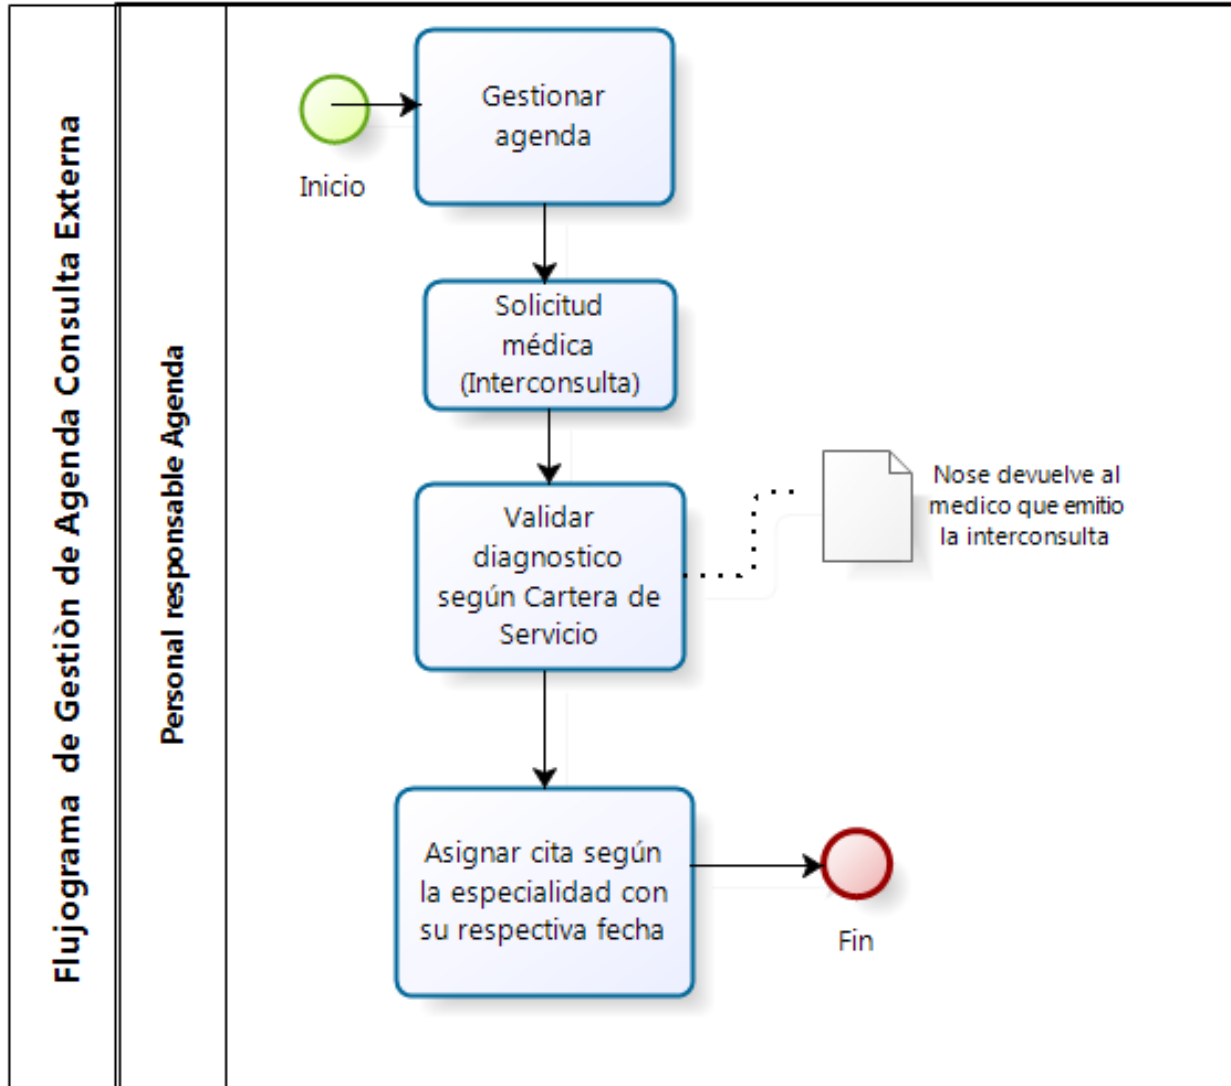 Flujograma de Gestiòn de Agenda Consulta Externa
Personal responsable Agenda
Inicio
Gestionar
agenda
Solicitud
médica
(Interconsulta)
Validar
diagnostico
según Cartera de
Servicio
Nose devuelve al
medico que emitio
la interconsulta
Asignar cita según
la especialidad con
su respectiva fecha
Fin